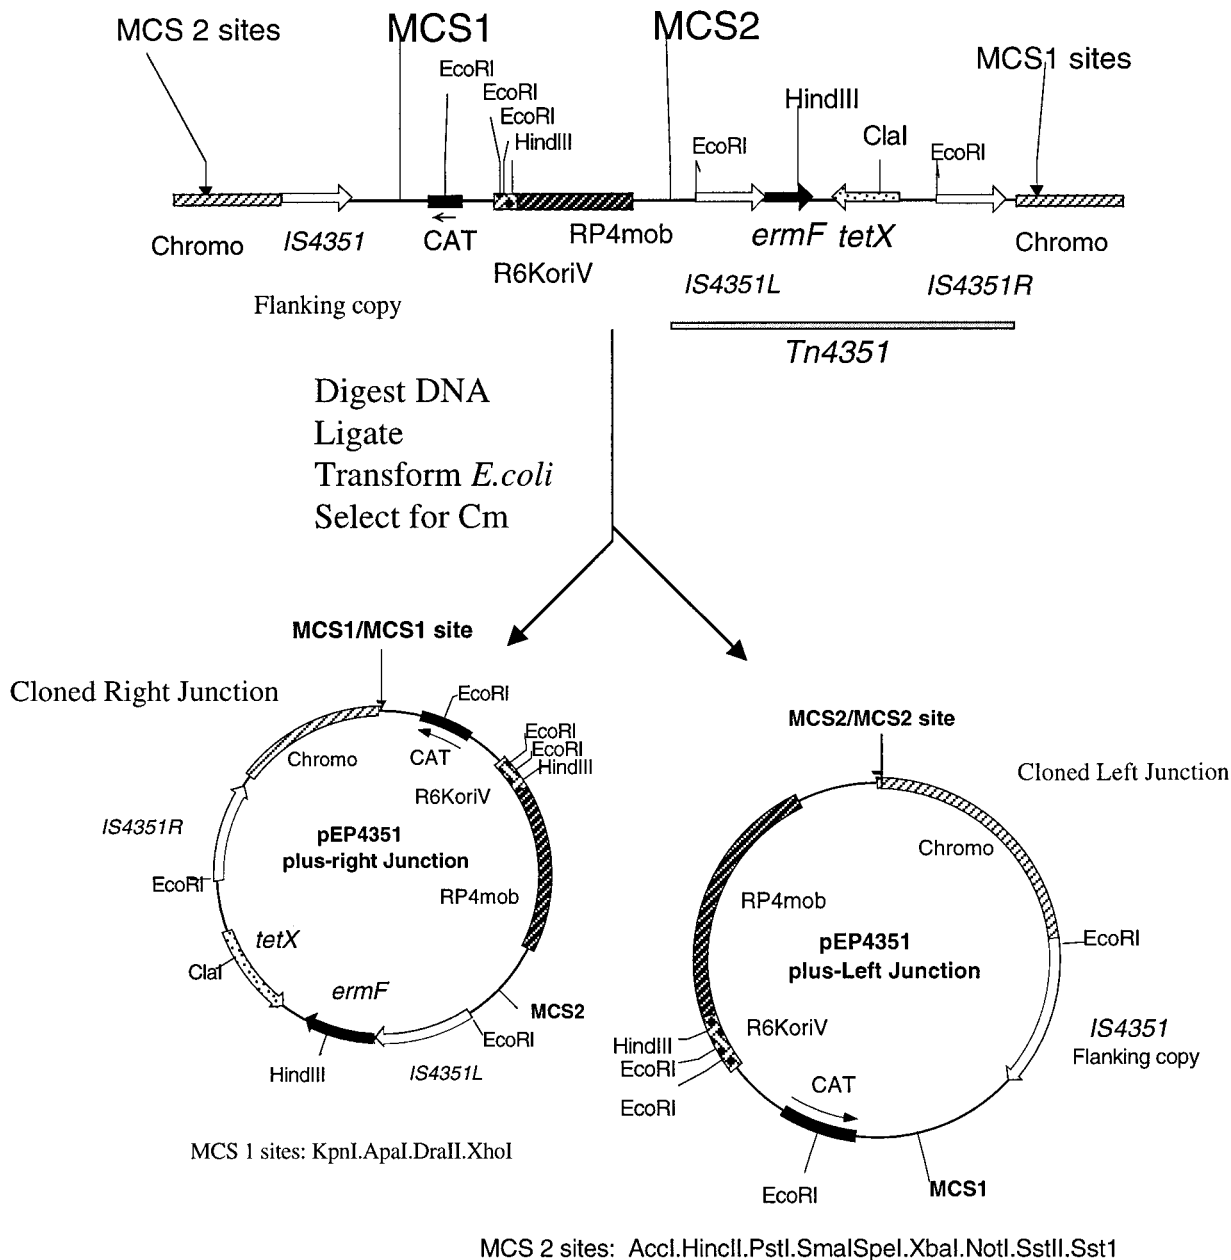 MCS 2 sites
MCS1
MCS2
MCS1 sites
EcoRI
EcoRI
EcoRI
HindIII
EcoRI
HindIII
ClaI
EcoRI
Chromo
IS4351
CAT
R6KoriV
RP4mob
ermF
tetX
Chromo
Flanking copy
IS4351L
IS4351R
Tn4351
Digest DNA
Ligate
Transform E.coli
Select for Cm
MCS1/MCS1 site
Cloned Right Junction
EcoRI
EcoRI
EcoRI
HindIII
Chromo
CAT
R6KoriV
IS4351R
pEP4351
plus-right Junction
EcoRI
RP4mob
tetX
ClaI
ermF
MCS2
EcoRI
HindIII
IS4351L
MCS 1 sites: KpnI.ApaI.DraII.XhoI
MCS2/MCS2 site
Cloned Left Junction
Chromo
RP4mob
pEP4351
plus-Left Junction
EcoRI
R6KoriV
IS4351
Flanking copy
HindIII
EcoRI
EcoRI
CAT
EcoRI
MCS1
MCS 2 sites: AccI.HincII.PstI.SmaISpeI.XbaI.NotI.SstII.Sst1